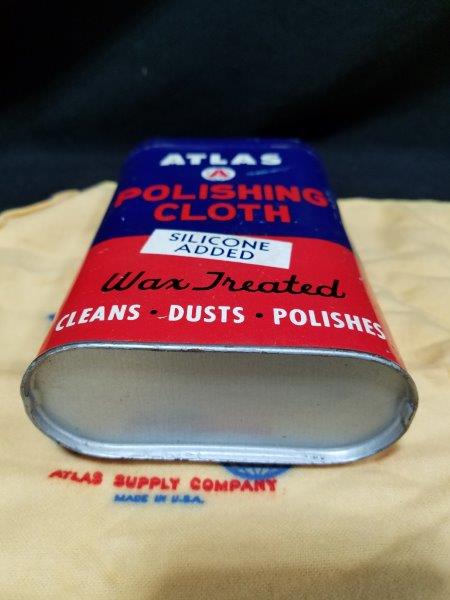 ATLAS
A
POLISHING
CLOTH
SILICONE
ADDED
Wax Treated
CLEANS · DUSTS · POLISHES
ATLAS SUPPLY COMPANY
MADE IN U.S.A.